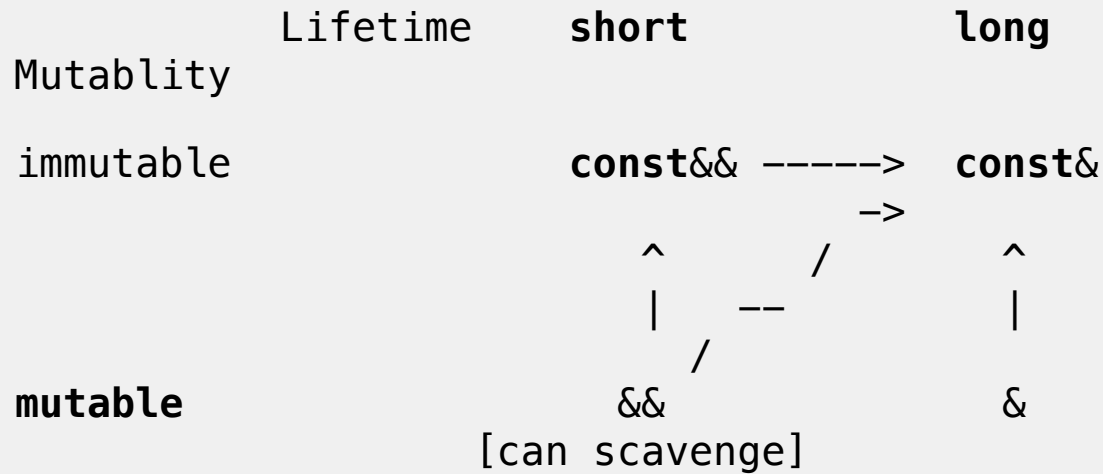 Lifetime short long
Mutablity
immutable const&& -----> const&
->
^ / ^
| -- |
/
mutable && &
[can scavenge]